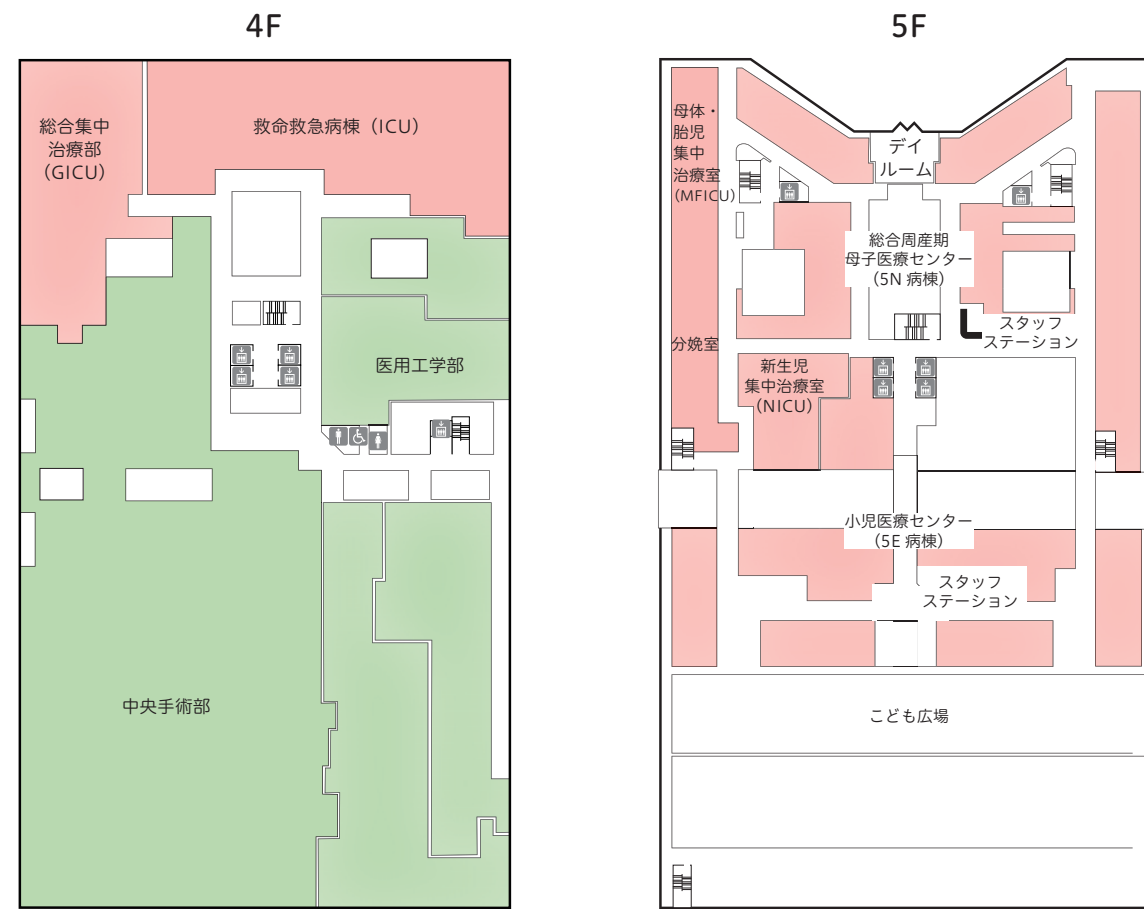 4F
総合集中
治療部
(GICU)
救命救急病棟（ICU）
医用工学部
中央手術部
5F
母体・
胎児
集中
治療室
(MFICU)
デイ
ルーム
総合周産期
母子医療センター
（5N 病棟）
スタッフ
ステーション
分娩室
新生児
集中治療室
（NICU）
小児医療センター
（5E 病棟）
スタッフ
ステーション
こども広場